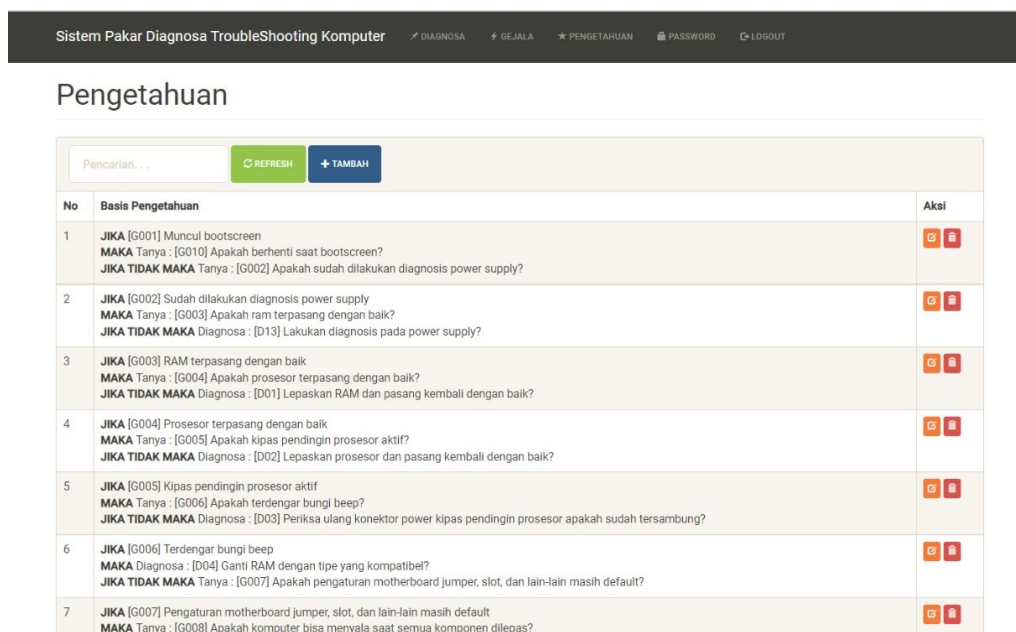 Sistem Pakar Diagnosa TroubleShooting Komputer DIAGNOSA GEJALA PENGETAHUAN PASSWORD LOGOUT
Pengetahuan
Pencarian. . . REFRESH TAMBAH
No Basis Pengetahuan Aksi
1 JIKA [G001] Muncul bootscreen
MAKA Tanya : [G010] Apakah berhenti saat bootscreen?
JIKA TIDAK MAKA Tanya : [G002] Apakah sudah dilakukan diagnosis power supply?
2 JIKA [G002] Sudah dilakukan diagnosis power supply
MAKA Tanya : [G003] Apakah ram terpasang dengan baik?
JIKA TIDAK MAKA Diagnosa : [D13] Lakukan diagnosis pada power supply?
3 JIKA [G003] RAM terpasang dengan baik
MAKA Tanya : [G004] Apakah prosesor terpasang dengan baik?
JIKA TIDAK MAKA Diagnosa : [D01] Lepaskan RAM dan pasang kembali dengan baik?
4 JIKA [G004] Prosesor terpasang dengan baik
MAKA Tanya : [G005] Apakah kipas pendingin prosesor aktif?
JIKA TIDAK MAKA Diagnosa : [D02] Lepaskan prosesor dan pasang kembali dengan baik?
5 JIKA [G005] Kipas pendingin prosesor aktif
MAKA Tanya : [G006] Apakah terdengar bungi beep?
JIKA TIDAK MAKA Diagnosa : [D03] Periksa ulang konektor power kipas pendingin prosesor apakah sudah tersambung?
6 JIKA [G006] Terdengar bungi beep
MAKA Diagnosa : [D04] Ganti RAM dengan tipe yang kompatibel?
JIKA TIDAK MAKA Tanya : [G007] Apakah pengaturan motherboard jumper, slot, dan lain-lain masih default?
7 JIKA [G007] Pengaturan motherboard jumper, slot, dan lain-lain masih default
MAKA Tanya : [G008] Apakah komputer bisa menyala saat semua komponen dilepas?